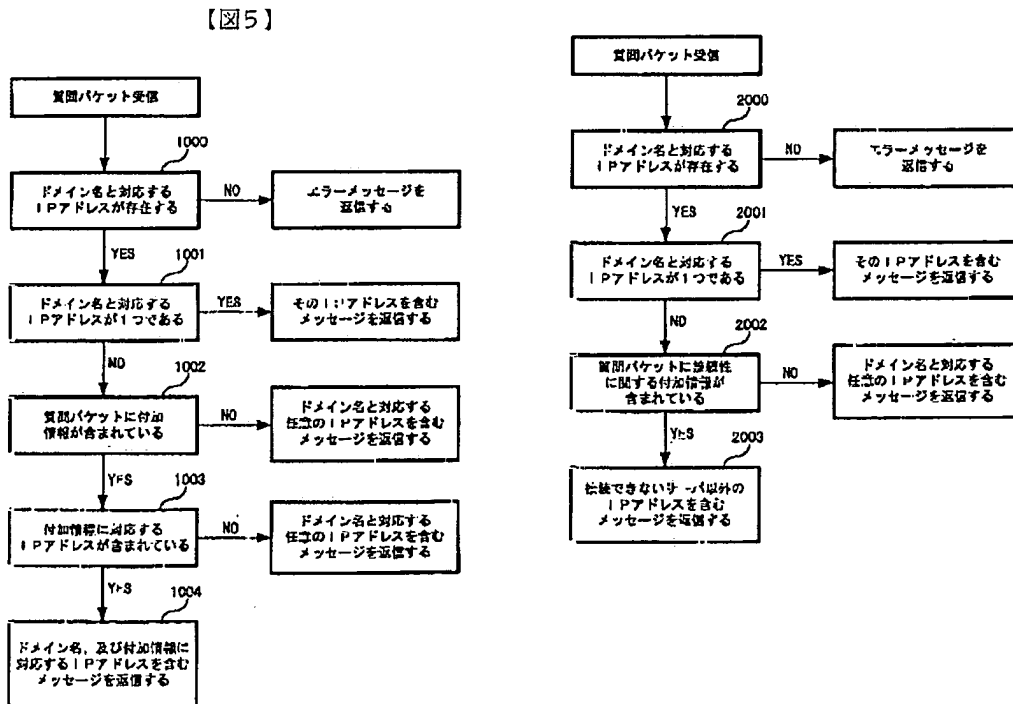 【図5】
質問パケット受信
1000
ドメイン名と対応する
IPアドレスが存在する
NO
エラーメッセージを
返信する
YES
1001
ドメイン名と対応する
IPアドレスが1つである
YES
そのIPアドレスを含む
メッセージを返信する
NO
1002
質問パケットに付加
情報が含まれている
NO
ドメイン名と対応する
任意のIPアドレスを含む
メッセージを返信する
YES
1003
付加情報に対応する
IPアドレスが含まれている
NO
ドメイン名と対応する
任意のIPアドレスを含む
メッセージを返信する
YES
1004
ドメイン名、及び付加情報に
対応するIPアドレスを含む
メッセージを返信する
質問パケット受信
2000
ドメイン名と対応する
IPアドレスが存在する
NO
エラーメッセージを
返信する
YES
2001
ドメイン名と対応する
IPアドレスが1つである
YES
そのIPアドレスを含む
メッセージを返信する
NO
2002
質問パケットに接続性
に関する付加情報が
含まれている
NO
ドメイン名と対応する
任意のIPアドレスを含む
メッセージを返信する
YES
2003
接続できないサーバ以外の
IPアドレスを含む
メッセージを返信する